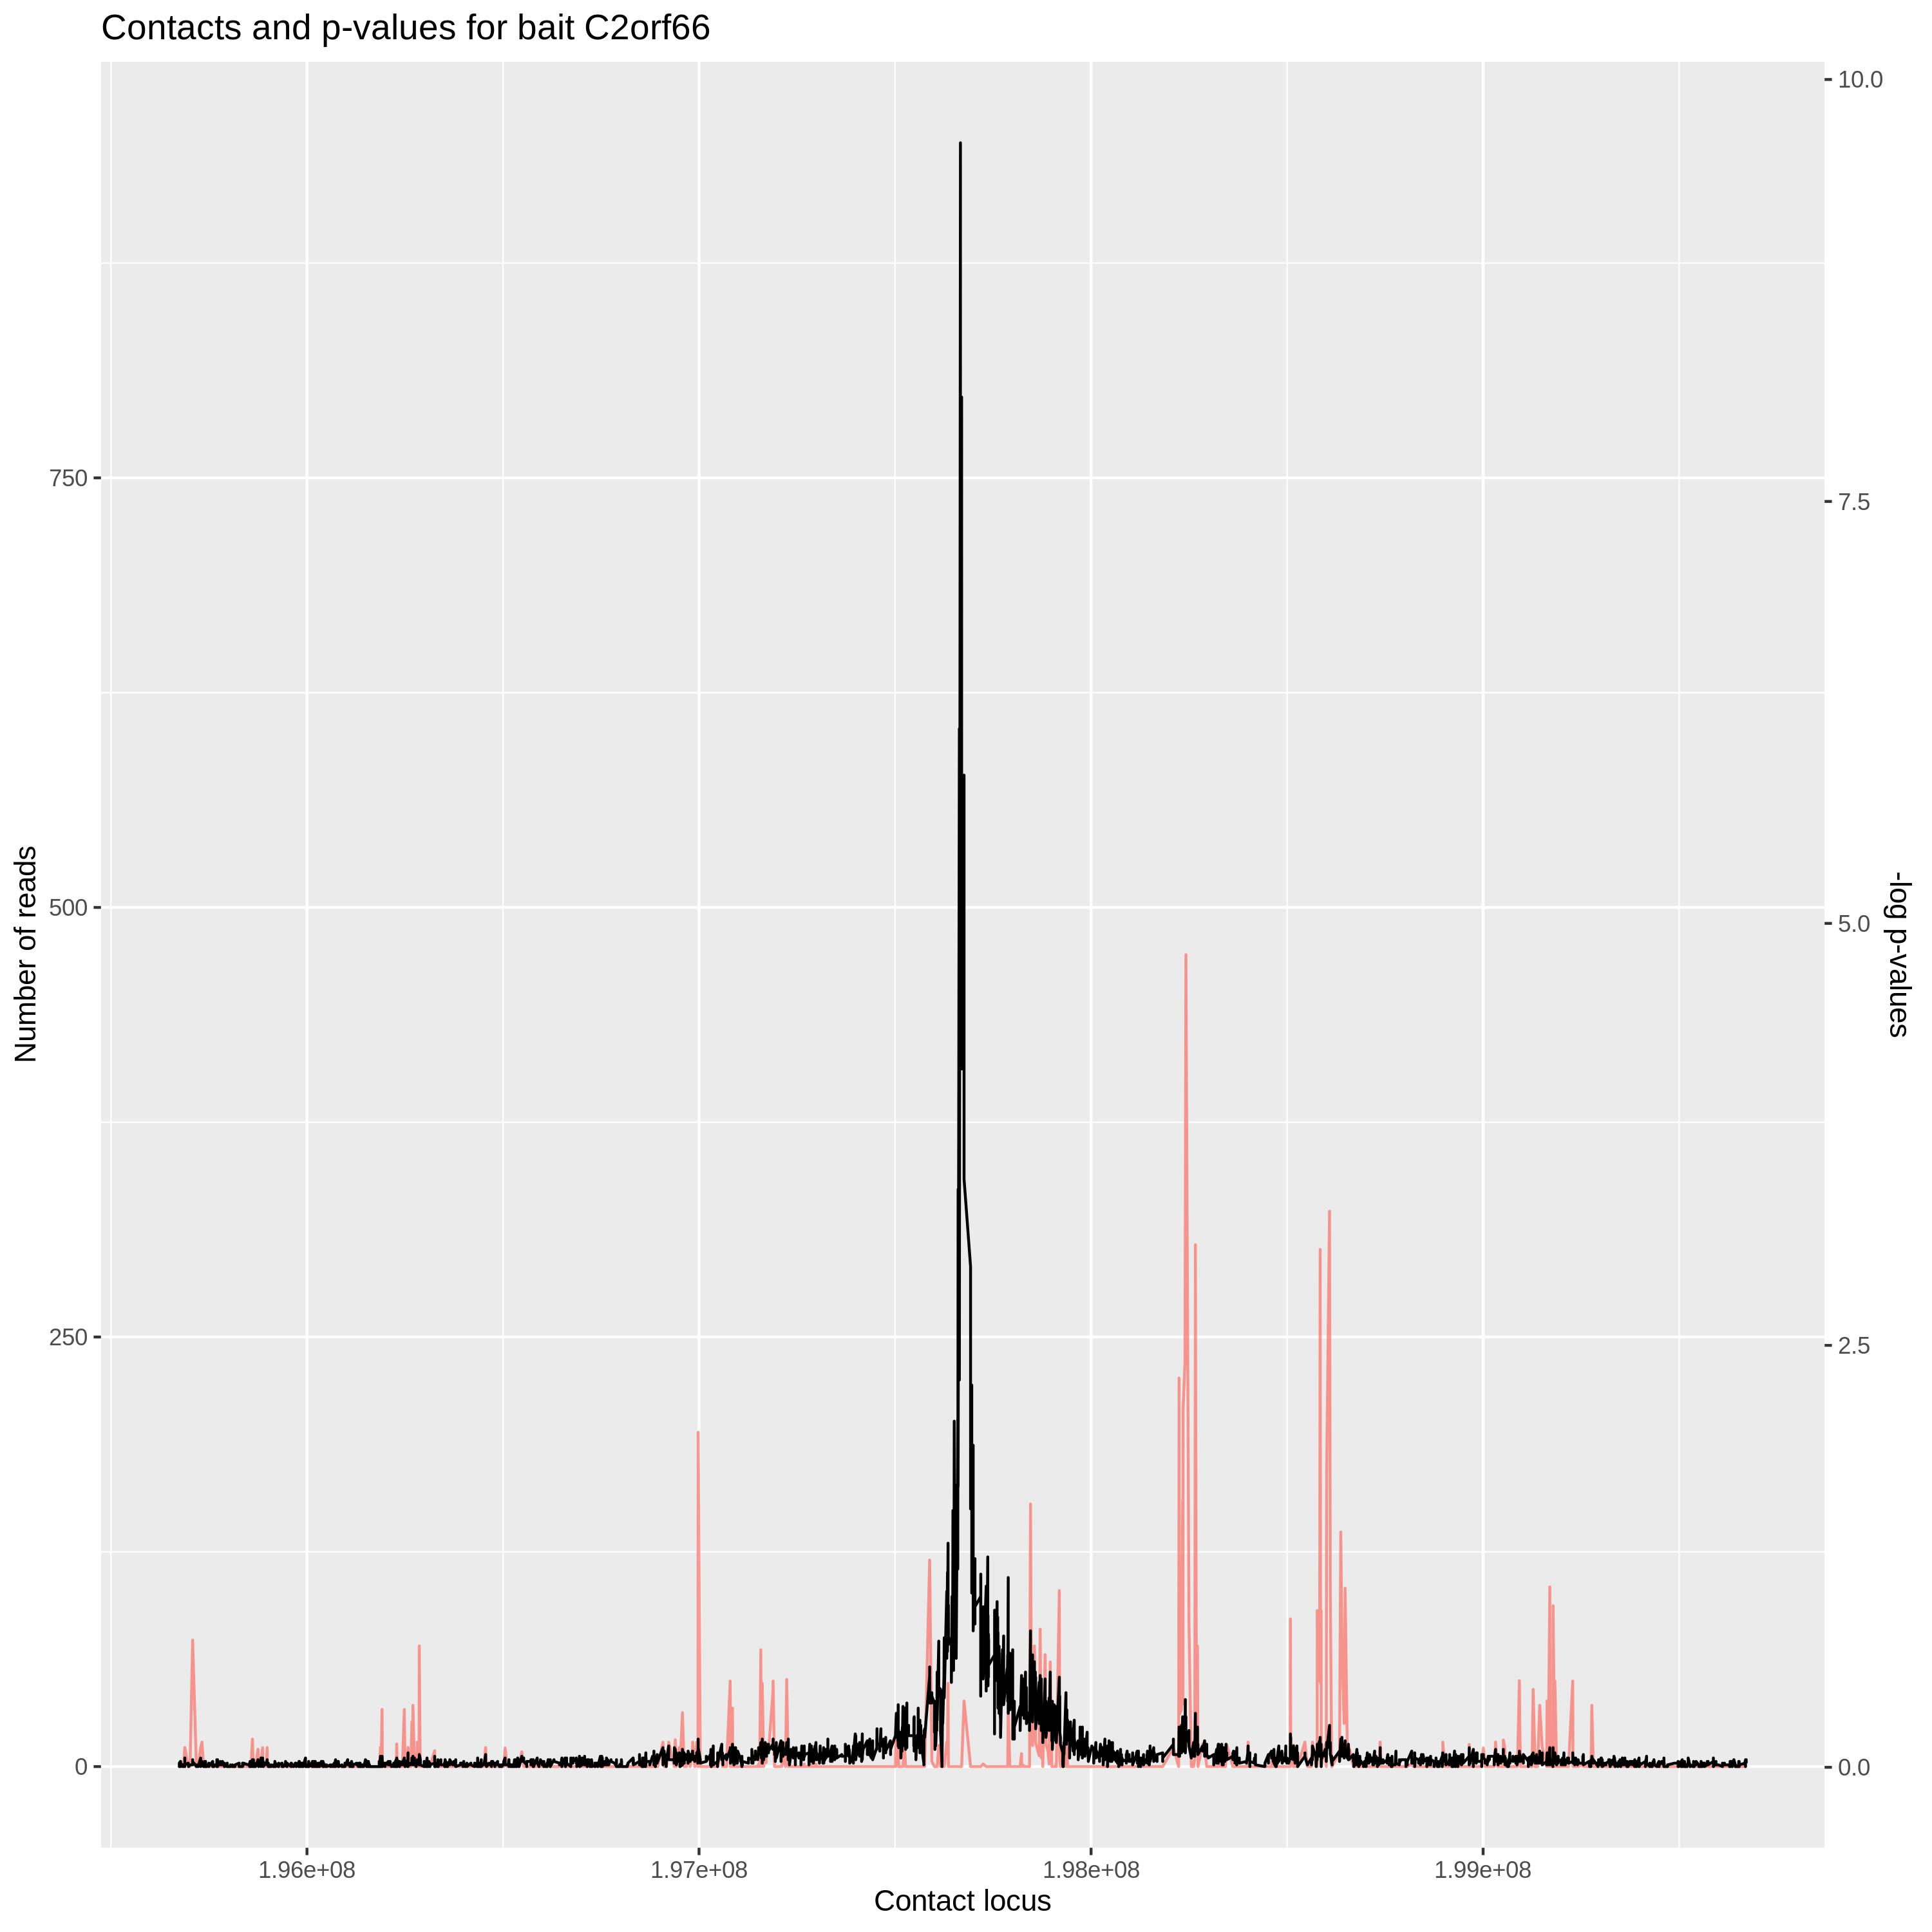 Contacts and p-values for bait C2orf66
10.0
7.5
5.0
2.5
0.0
-log p-values
750
500
250
0
Number of reads
1.96e+08
1.97e+08
1.98e+08
1.99e+08
Contact locus